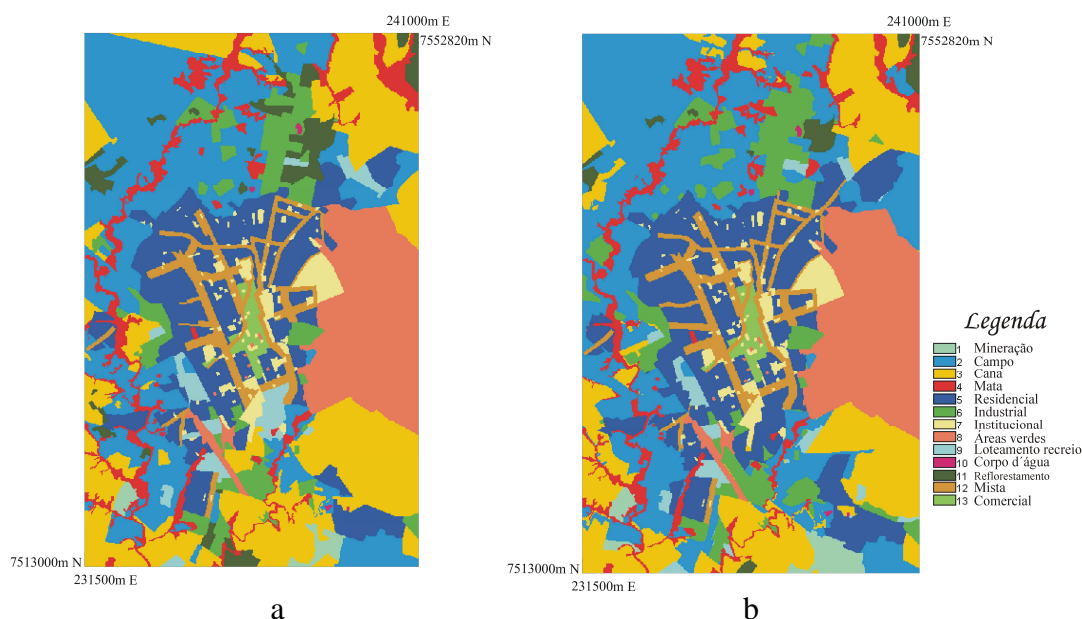 241000m E
7552820m N
7513000m N
231500m E
a
241000m E
7552820m N
7513000m N
231500m E
b
Legenda
1 Mineração
2 Campo
3 Cana
4 Mata
5 Residencial
6 Industrial
7 Institucional
8 Áreas verdes
9 Loteamento recreio
10 Corpo d´água
11 Reflorestamento
12 Mista
13 Comercial